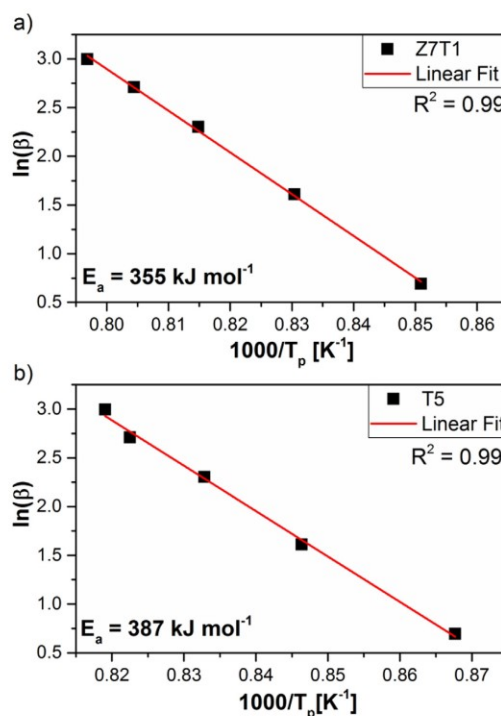 a)
Z7T1
Linear Fit
R² = 0.99
3.0
2.5
2.0
1.5
1.0
0.5
ln(β)
Eₐ = 355 kJ mol⁻¹
0.80 0.81 0.82 0.83 0.84 0.85 0.86
1000/Tₚ [K⁻¹]
b)
T5
Linear Fit
R² = 0.99
3.0
2.5
2.0
1.5
1.0
0.5
ln(β)
Eₐ = 387 kJ mol⁻¹
0.82 0.83 0.84 0.85 0.86 0.87
1000/Tₚ[K⁻¹]